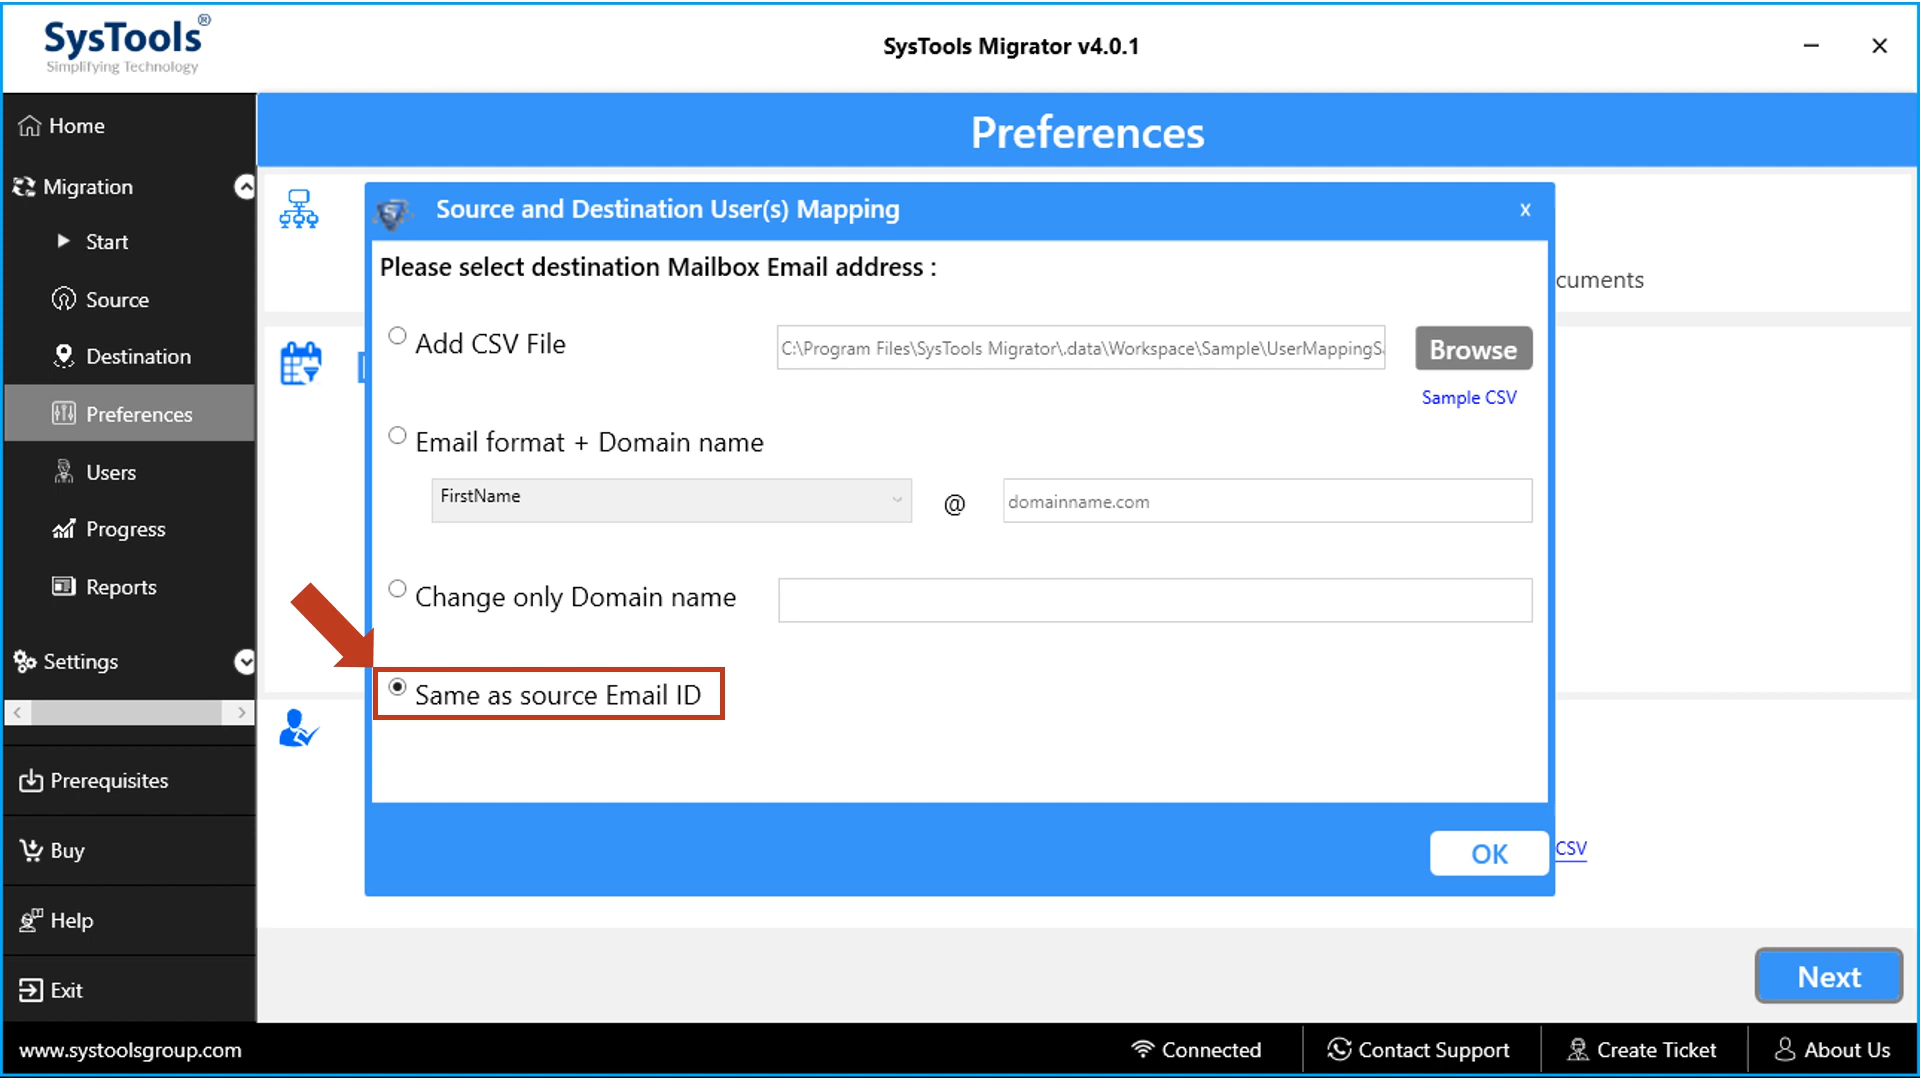 SysTools®
Simplifying Technology
SysTools Migrator v4.0.1
Home
Migration
Start
Source
Destination
Preferences
Users
Progress
Reports
Settings
Prerequisites
Buy
Help
Exit
Preferences
Source and Destination User(s) Mapping
x
Please select destination Mailbox Email address :
Add CSV File
C:\Program Files\SysTools Migrator\.data\Workspace\Sample\UserMappingSa
Browse
Sample CSV
Email format + Domain name
FirstName
@
domainname.com
Change only Domain name
Same as source Email ID
OK
cuments
CSV
Next
www.systoolsgroup.com
Connected
Contact Support
Create Ticket
About Us